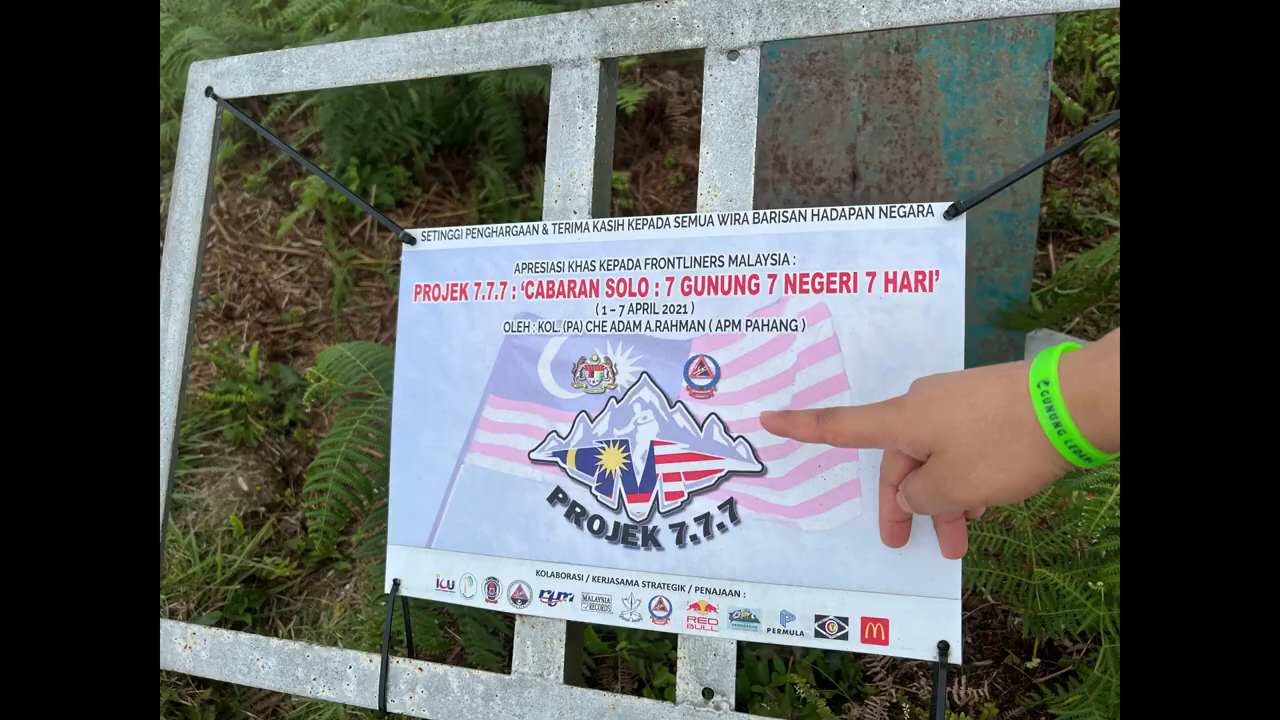 SETINGGI PENGHARGAAN & TERIMA KASIH KEPADA SEMUA WIRA BARISAN HADAPAN NEGARA
APRESIASI KHAS KEPADA FRONTLINERS MALAYSIA :
PROJEK 7.7.7 : ‘CABARAN SOLO : 7 GUNUNG 7 NEGERI 7 HARI’
( 1 – 7 APRIL 2021 )
OLEH : KOL. (PA) CHE ADAM A.RAHMAN ( APM PAHANG )
PROJEK 7.7.7
GUNUNG
KOLABORASI / KERJASAMA STRATEGIK / PENAJAAN :
MALAYSIA
RECORDS
RED
BULL
PERMULA